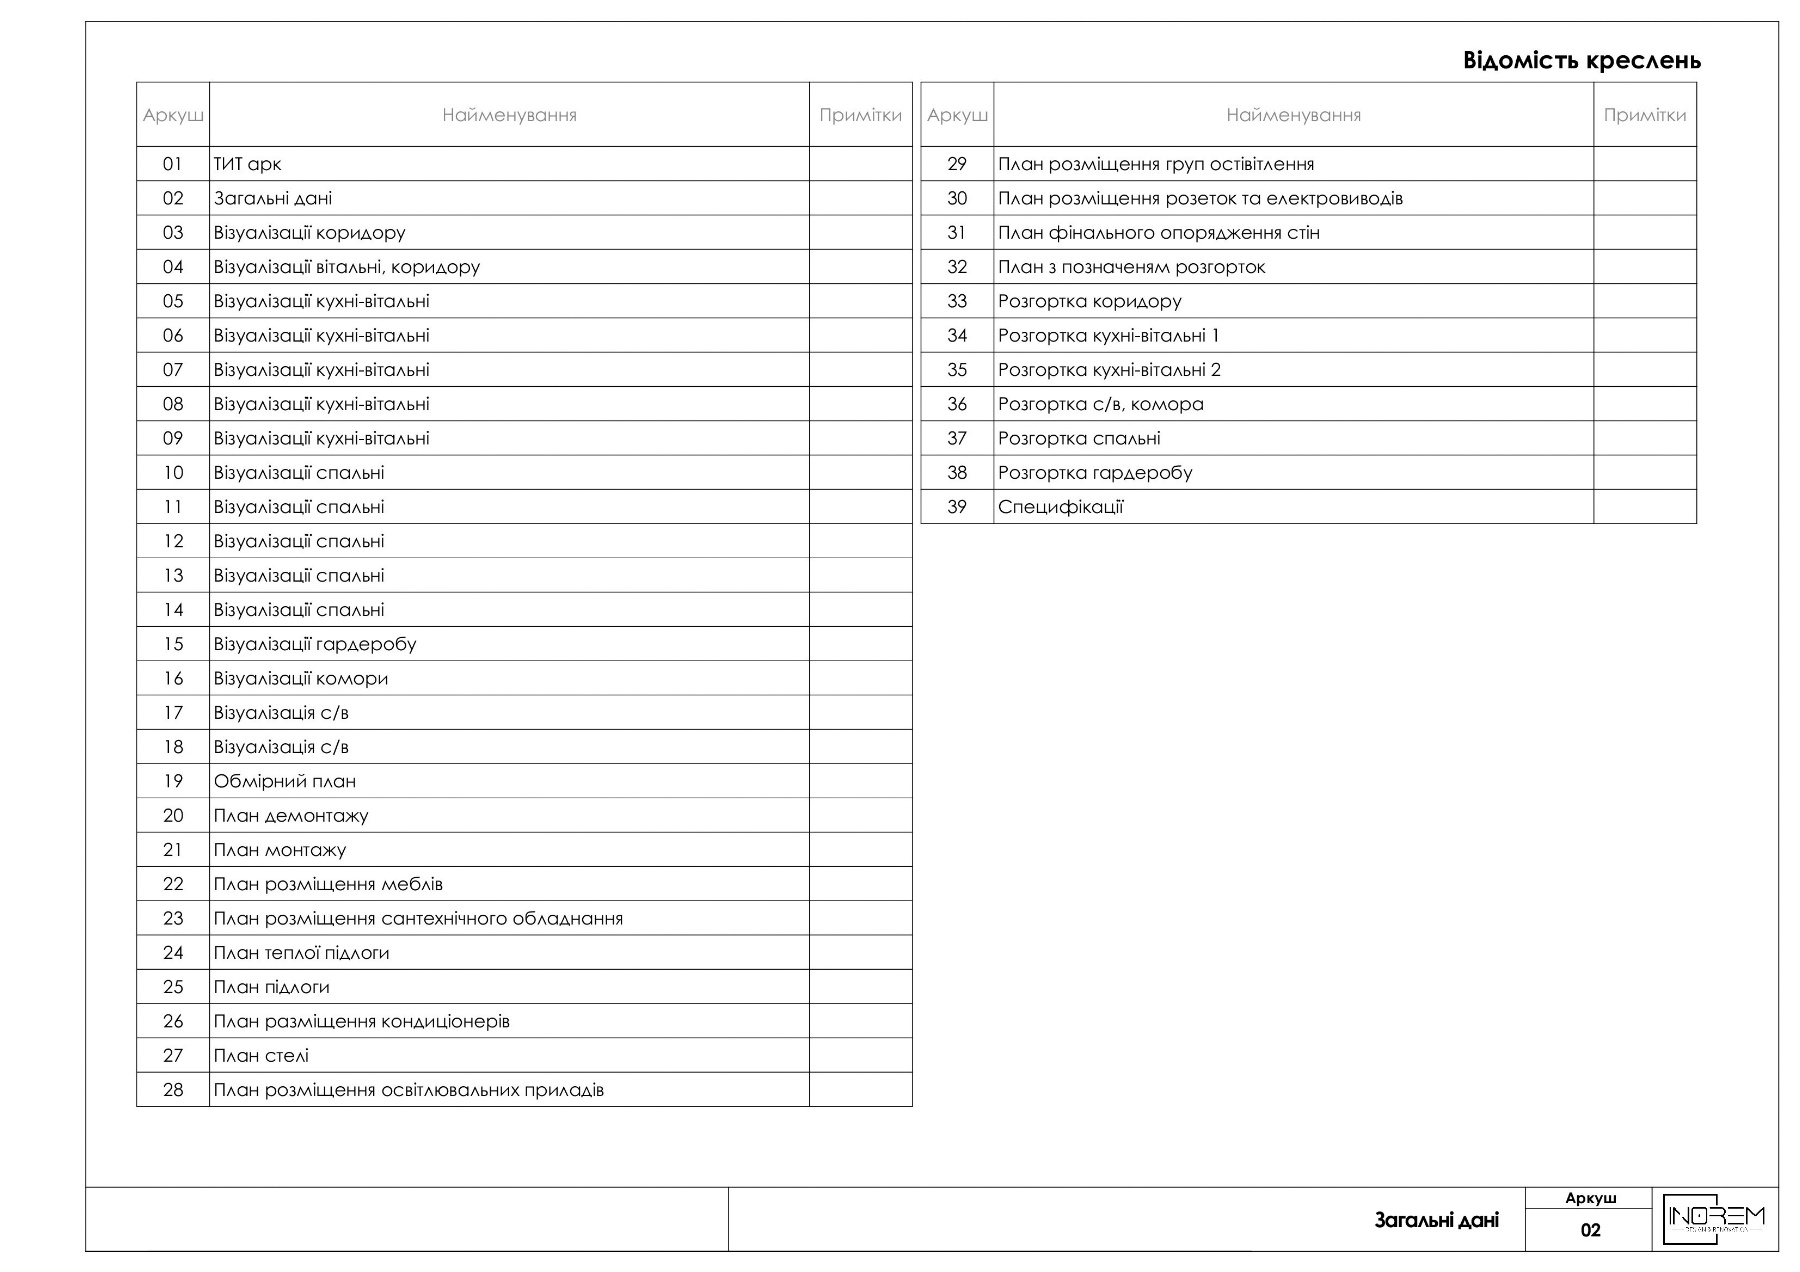 Відомість креслень
Аркуш Найменування Примітки
01 ТИТ арк
02 Загальні дані
03 Візуалізації коридору
04 Візуалізації вітальні, коридору
05 Візуалізації кухні-вітальні
06 Візуалізації кухні-вітальні
07 Візуалізації кухні-вітальні
08 Візуалізації кухні-вітальні
09 Візуалізації кухні-вітальні
10 Візуалізації спальні
11 Візуалізації спальні
12 Візуалізації спальні
13 Візуалізації спальні
14 Візуалізації спальні
15 Візуалізації гардеробу
16 Візуалізації комори
17 Візуалізація с/в
18 Візуалізація с/в
19 Обмірний план
20 План демонтажу
21 План монтажу
22 План розміщення меблів
23 План розміщення сантехнічного обладнання
24 План теплої підлоги
25 План підлоги
26 План разміщення кондиціонерів
27 План стелі
28 План розміщення освітлювальних приладів
Аркуш Найменування Примітки
29 План розміщення груп оствітлення
30 План розміщення розеток та електровиводів
31 План фінального опорядження стін
32 План з позначеням розгорток
33 Розгортка коридору
34 Розгортка кухні-вітальні 1
35 Розгортка кухні-вітальні 2
36 Розгортка с/в, комора
37 Розгортка спальні
38 Розгортка гардеробу
39 Специфікації
Загальні дані
Аркуш
02
INOREM